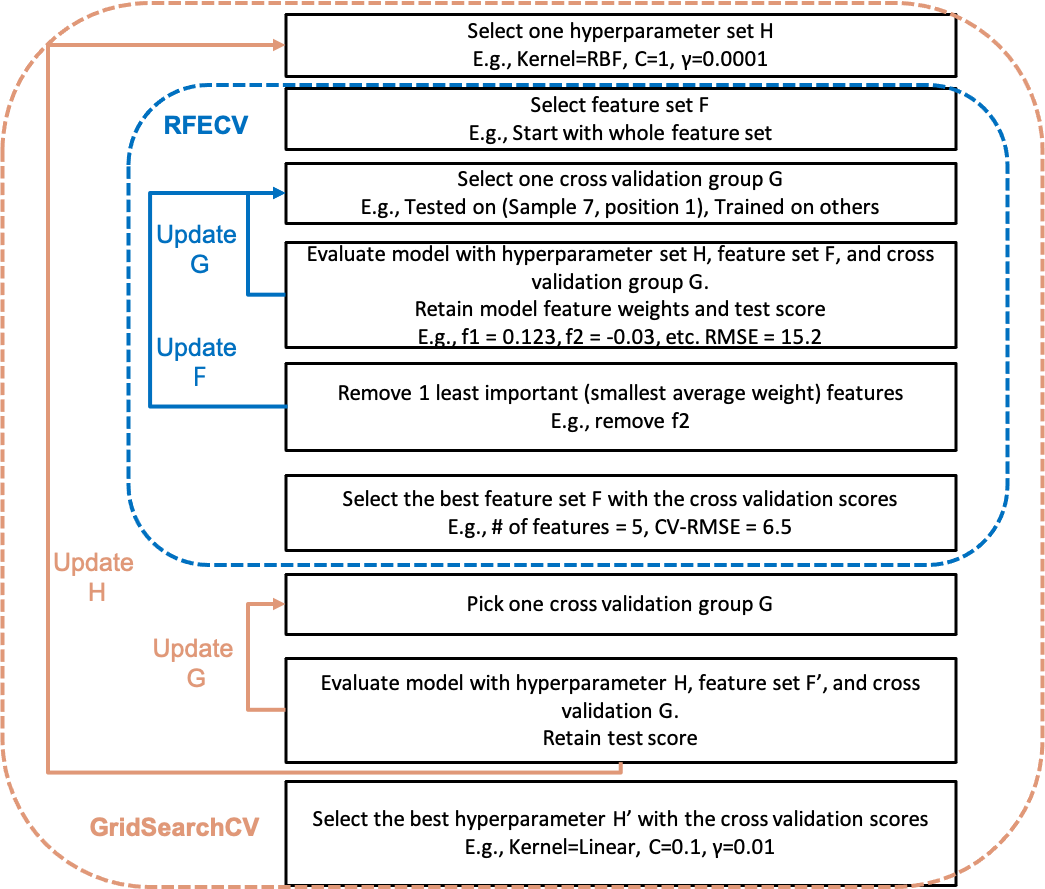 Select one hyperparameter set H
E.g., Kernel=RBF, C=1, γ=0.0001
RFECV
Select feature set F
E.g., Start with whole feature set
Select one cross validation group G
E.g., Tested on (Sample 7, position 1), Trained on others
Update
G
Evaluate model with hyperparameter set H, feature set F, and cross
validation group G.
Retain model feature weights and test score
E.g., f1 = 0.123, f2 = -0.03, etc. RMSE = 15.2
Update
F
Remove 1 least important (smallest average weight) features
E.g., remove f2
Select the best feature set F with the cross validation scores
E.g., # of features = 5, CV-RMSE = 6.5
Update
H
Pick one cross validation group G
Update
G
Evaluate model with hyperparameter H, feature set F’, and cross
validation G.
Retain test score
GridSearchCV
Select the best hyperparameter H’ with the cross validation scores
E.g., Kernel=Linear, C=0.1, γ=0.01